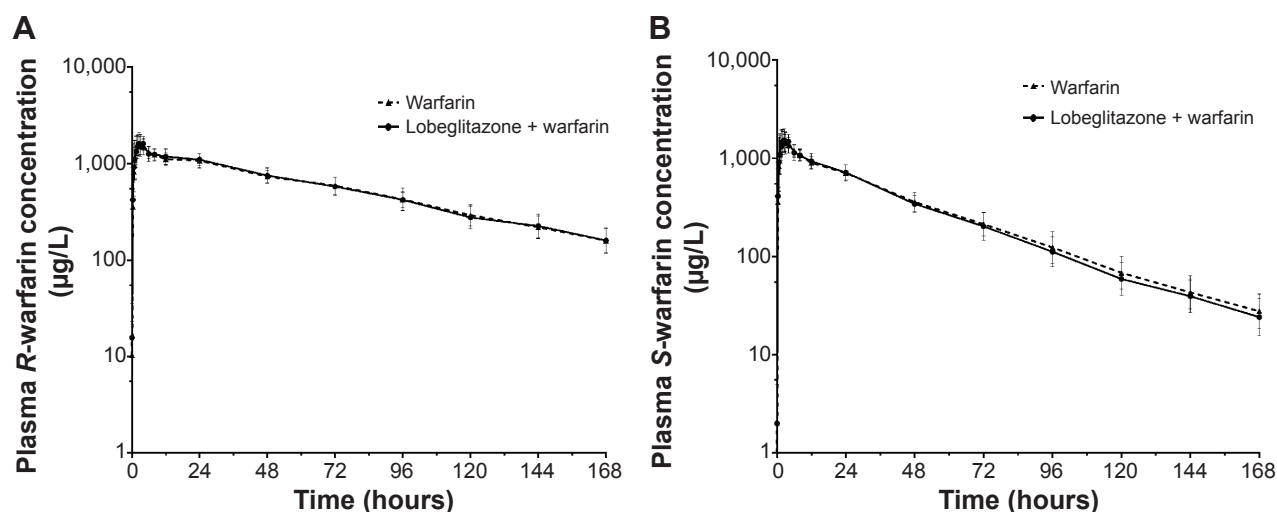 A
Plasma R-warfarin concentration
(µg/L)
10,000
1,000
100
10
1
Warfarin
Lobeglitazone + warfarin
0 24 48 72 96 120 144 168
Time (hours)
B
Plasma S-warfarin concentration
(µg/L)
10,000
1,000
100
10
1
Warfarin
Lobeglitazone + warfarin
0 24 48 72 96 120 144 168
Time (hours)